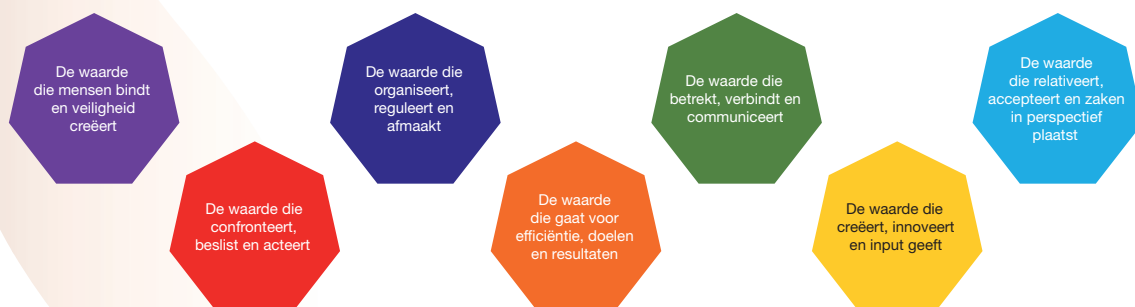 De waarde
die mensen bindt
en veiligheid
creëert
De waarde die
confronteert,
beslist en acteert
De waarde die
organiseert,
reguleert en
afmaakt
De waarde
die gaat voor
efficiëntie, doelen
en resultaten
De waarde die
betrekt, verbindt en
communiceert
De waarde die
creëert, innoveert
en input geeft
De waarde
die relativeert,
accepteert en zaken
in perspectief
plaatst